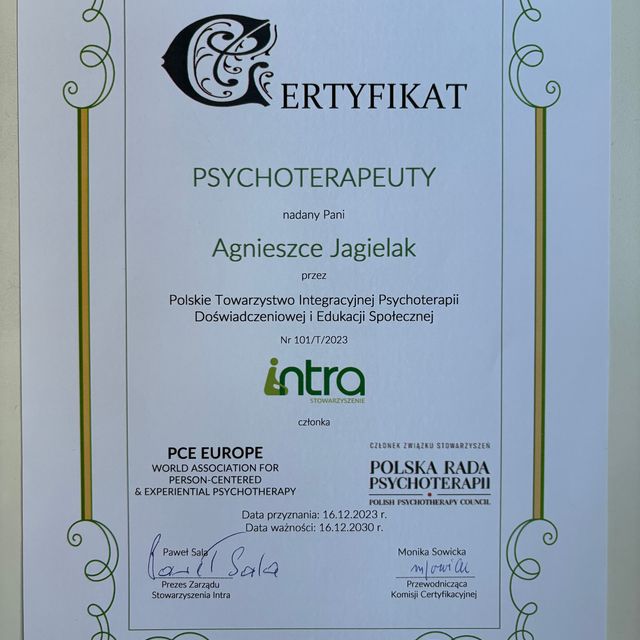 CERTYFIKAT
PSYCHOTERAPEUTY
nadany Pani
Agnieszce Jagielak
przez
Polskie Towarzystwo Integracyjnej Psychoterapii
Doświadczeniowej i Edukacji Społecznej
Nr 101/T/2023
intra
STOWARZYSZENIE
członka
PCE EUROPE
WORLD ASSOCIATION FOR
PERSON-CENTERED
& EXPERIENTIAL PSYCHOTHERAPY
CZŁONEK ZWIĄZKU STOWARZYSZEŃ
POLSKA RADA
PSYCHOTERAPII
POLISH PSYCHOTHERAPY COUNCIL
Data przyznania: 16.12.2023 r.
Data ważności: 16.12.2030 r.
Paweł Sala
Paweł Sala
Prezes Zarządu
Stowarzyszenia Intra
Monika Sowicka
Przewodnicząca
Komisji Certyfikacyjnej